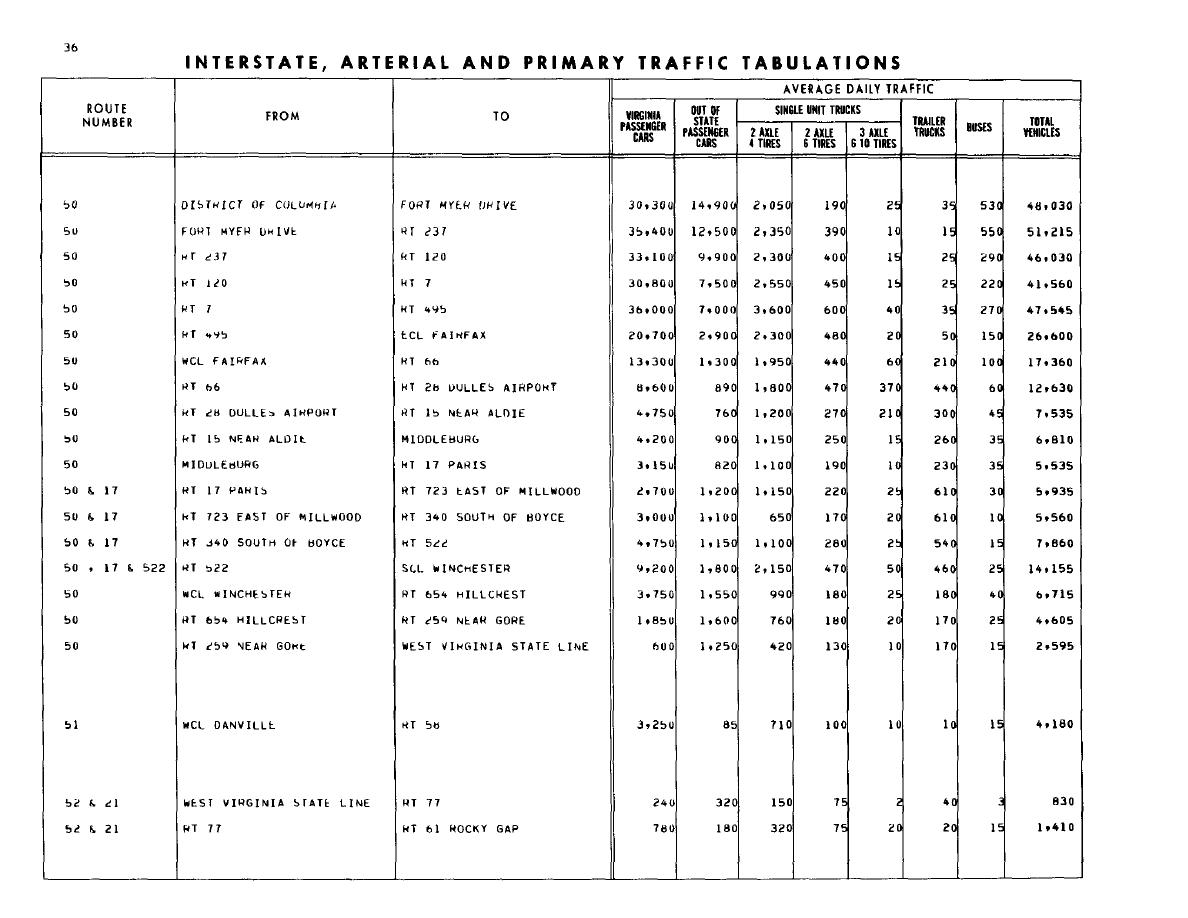 36
INTERSTATE, ARTERIAL AND PRIMARY TRAFFIC TABULATIONS
AVERAGE DAILY TRAFFIC
ROUTE NUMBER FROM TO VIRGINIA PASSENGER CARS OUT OF STATE PASSENGER CARS SINGLE UNIT TRUCKS 2 AXLE 4 TIRES 2 AXLE 6 TIRES 3 AXLE 6 10 TIRES TRAILER TRUCKS BUSES TOTAL VEHICLES
50 DISTRICT OF COLUMBIA FORT MYER DRIVE 30,300 14,900 2,050 190 25 35 530 48,030
50 FORT MYER DRIVE RT 237 35,400 12,500 2,350 390 10 15 550 51,215
50 RT 237 RT 120 33,100 9,900 2,300 400 15 25 290 46,030
50 RT 120 RT 7 30,800 7,500 2,550 450 15 25 220 41,560
50 RT 7 RT 495 36,000 7,000 3,600 600 40 35 270 47,545
50 RT 495 ECL FAIRFAX 20,700 2,900 2,300 480 20 50 150 26,600
50 WCL FAIRFAX RT 66 13,300 1,300 1,950 440 60 210 100 17,360
50 RT 66 RT 28 DULLES AIRPORT 8,600 890 1,800 470 370 440 60 12,630
50 RT 28 DULLES AIRPORT RT 15 NEAR ALDIE 4,750 760 1,200 270 210 300 45 7,535
50 RT 15 NEAR ALDIE MIDDLEBURG 4,200 900 1,150 250 15 260 35 6,810
50 MIDDLEBURG RT 17 PARIS 3,150 820 1,100 190 10 230 35 5,535
50 & 17 RT 17 PARIS RT 723 EAST OF MILLWOOD 2,700 1,200 1,150 220 25 610 30 5,935
50 & 17 RT 723 EAST OF MILLWOOD RT 340 SOUTH OF BOYCE 3,000 1,100 650 170 20 610 10 5,560
50 & 17 RT 340 SOUTH OF BOYCE RT 522 4,750 1,150 1,100 280 25 540 15 7,860
50 , 17 & 522 RT 522 SCL WINCHESTER 9,200 1,800 2,150 470 50 460 25 14,155
50 WCL WINCHESTER RT 654 HILLCREST 3,750 1,550 990 180 25 180 40 6,715
50 RT 654 HILLCREST RT 259 NEAR GORE 1,850 1,600 760 180 20 170 25 4,605
50 RT 259 NEAR GORE WEST VIRGINIA STATE LINE 600 1,250 420 130 10 170 15 2,595
51 WCL DANVILLE RT 58 3,250 85 710 100 10 10 15 4,180
52 & 21 WEST VIRGINIA STATE LINE RT 77 240 320 150 75 2 40 3 830
52 & 21 RT 77 RT 61 ROCKY GAP 780 180 320 75 20 20 15 1,410